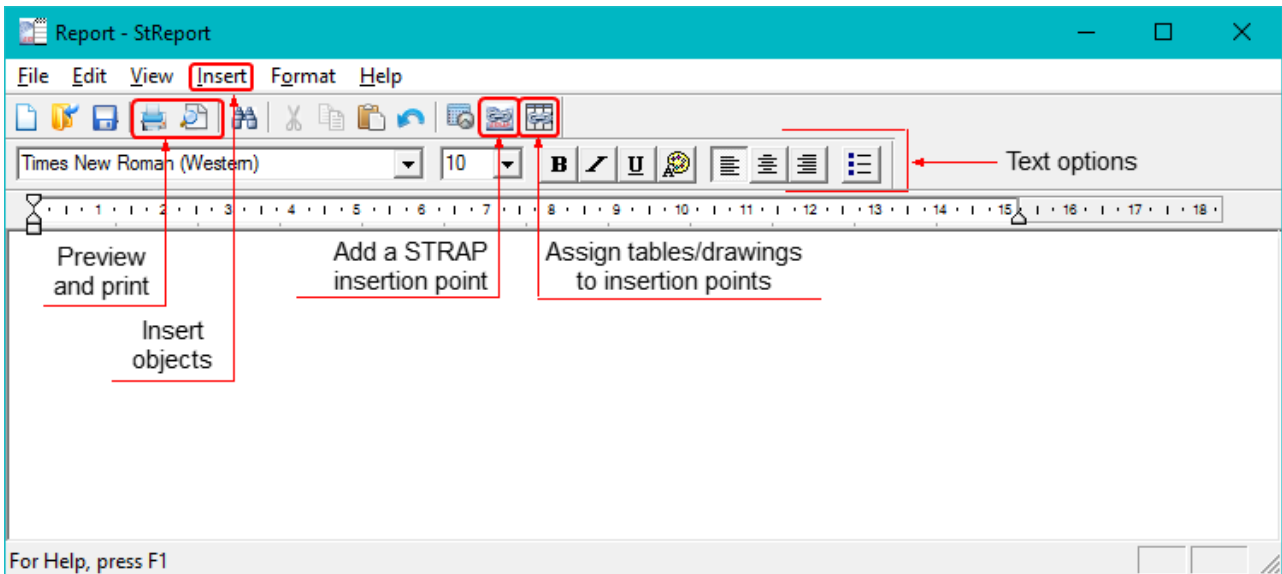 Report - StReport
File Edit View Insert Format Help
Times New Roman (Western) 10 B I U A Text options
1 2 3 4 5 6 7 8 9 10 11 12 13 14 15 16 17 18
Preview
and print
Add a STRAP
insertion point
Assign tables/drawings
to insertion points
Insert
objects
For Help, press F1